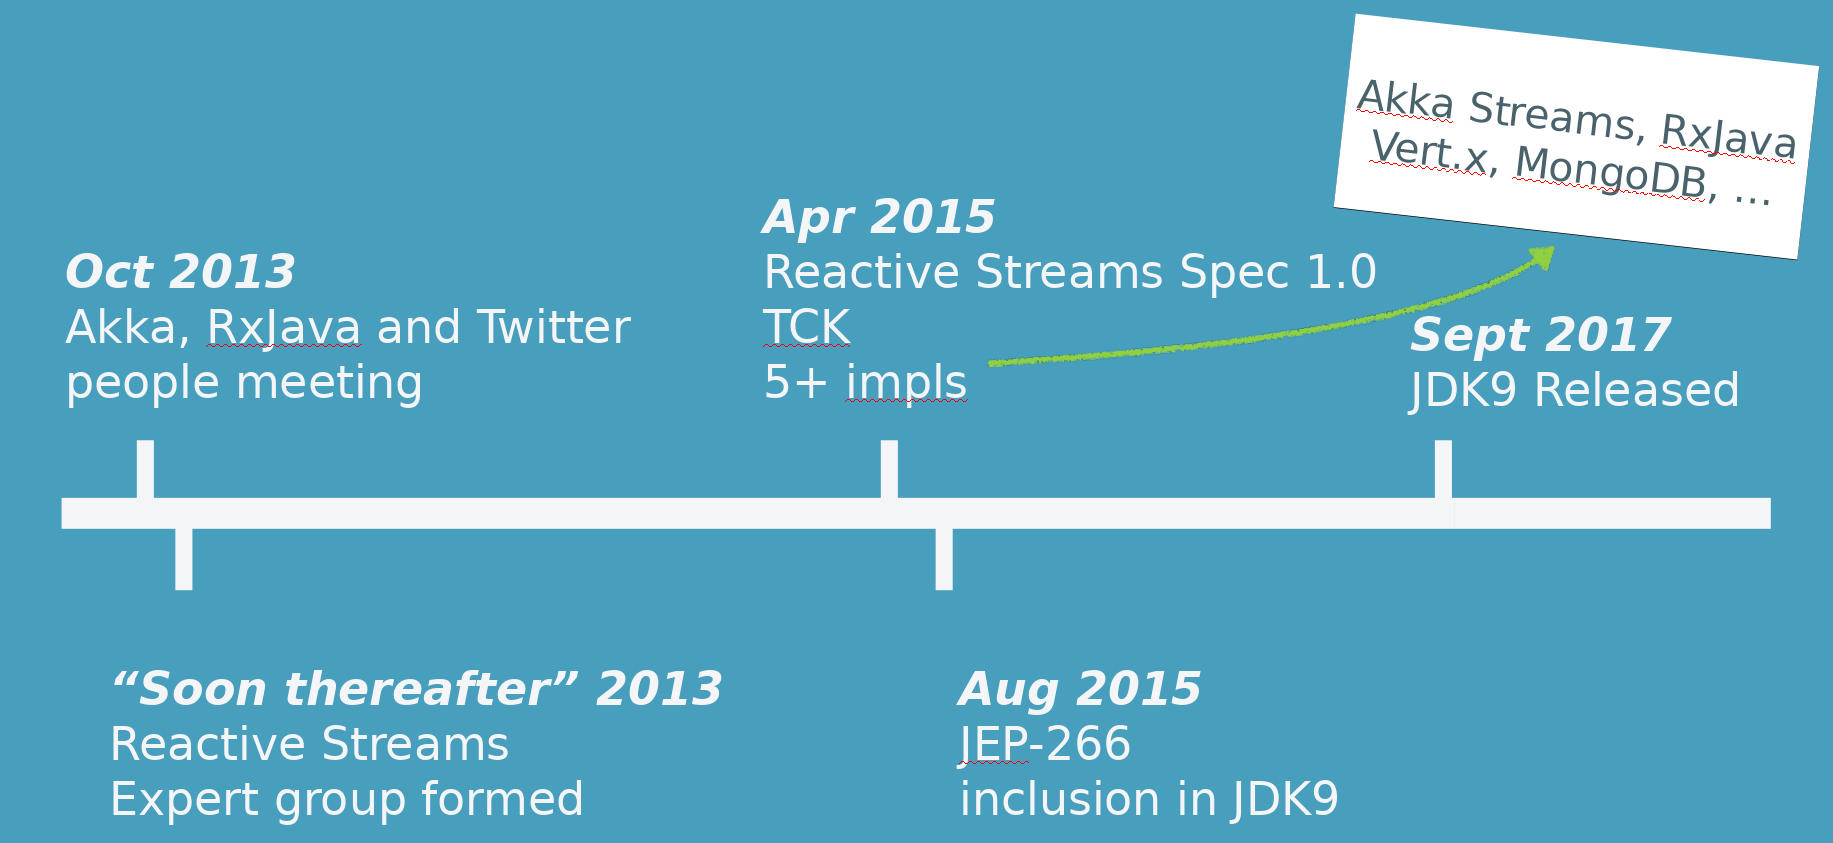 Akka Streams, RxJava
Vert.x, MongoDB, ...
Oct 2013
Akka, RxJava and Twitter
people meeting
Apr 2015
Reactive Streams Spec 1.0
TCK
5+ impls
Sept 2017
JDK9 Released
“Soon thereafter” 2013
Reactive Streams
Expert group formed
Aug 2015
JEP-266
inclusion in JDK9